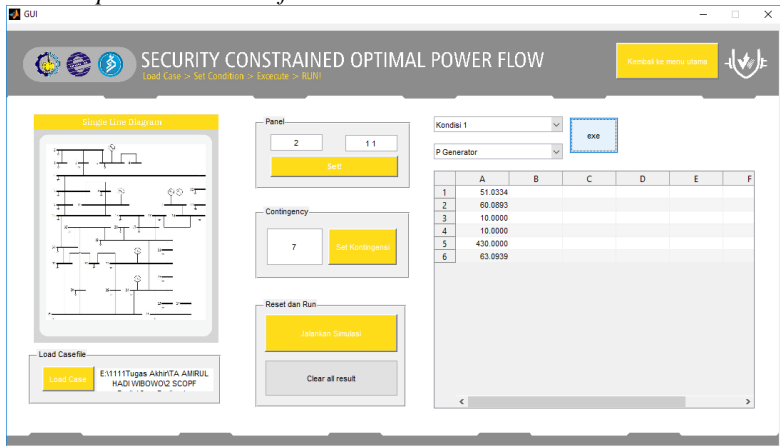 GUI
SECURITY CONSTRAINED OPTIMAL POWER FLOW
Load Case > Set Condition > Excecute > RUN!
Kembali ke menu utama
Single Line Diagram
Panel
2
1 1
Set!
Contingency
7
Set Kontingensi
Reset dan Run
Jalankan Simulasi
Clear all result
Load Casefile
Load Case
E:\1111Tugas Akhir\TA AMIRUL
HADI WIBOWO\2 SCOPF
Kondisi 1
P Generator
exe
A B C D E F
1 51.0334
2 60.0893
3 10.0000
4 10.0000
5 430.0000
6 63.0939